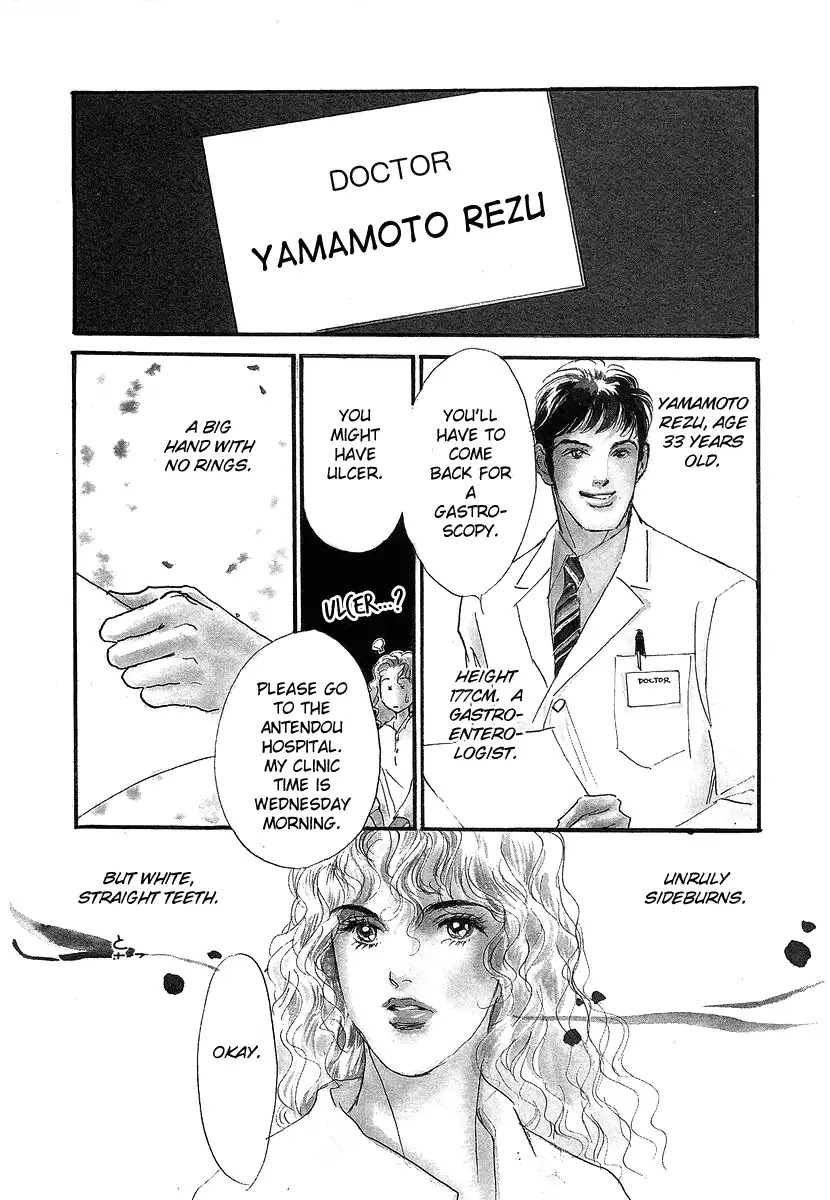 DOCTOR
YAMAMOTO REZU
YAMAMOTO
REZU, AGE
33 YEARS
OLD.
YOU'LL
HAVE TO
COME
BACK FOR
A
GASTRO-
SCOPY.
HEIGHT
177CM. A
GASTRO-
ENTERO-
LOGIST.
DOCTOR
YOU
MIGHT
HAVE
ULCER.
ULCER...?
A BIG
HAND WITH
NO RINGS.
PLEASE GO
TO THE
ANTENDOU
HOSPITAL.
MY CLINIC
TIME IS
WEDNESDAY
MORNING.
UNRULY
SIDEBURNS.
BUT WHITE,
STRAIGHT TEETH.
OKAY.